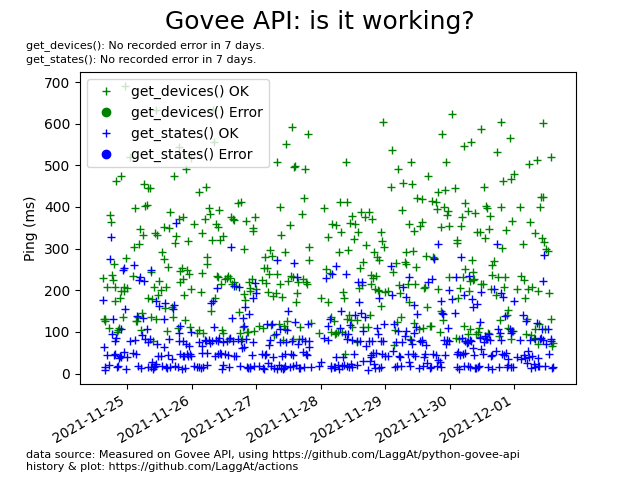 Govee API: is it working?
get_devices(): No recorded error in 7 days.
get_states(): No recorded error in 7 days.
700
600
500
400
300
200
100
0
Ping (ms)
get_devices() OK
get_devices() Error
get_states() OK
get_states() Error
2021-11-25
2021-11-26
2021-11-27
2021-11-28
2021-11-29
2021-11-30
2021-12-01
data source: Measured on Govee API, using https://github.com/LaggAt/python-govee-api
history & plot: https://github.com/LaggAt/actions